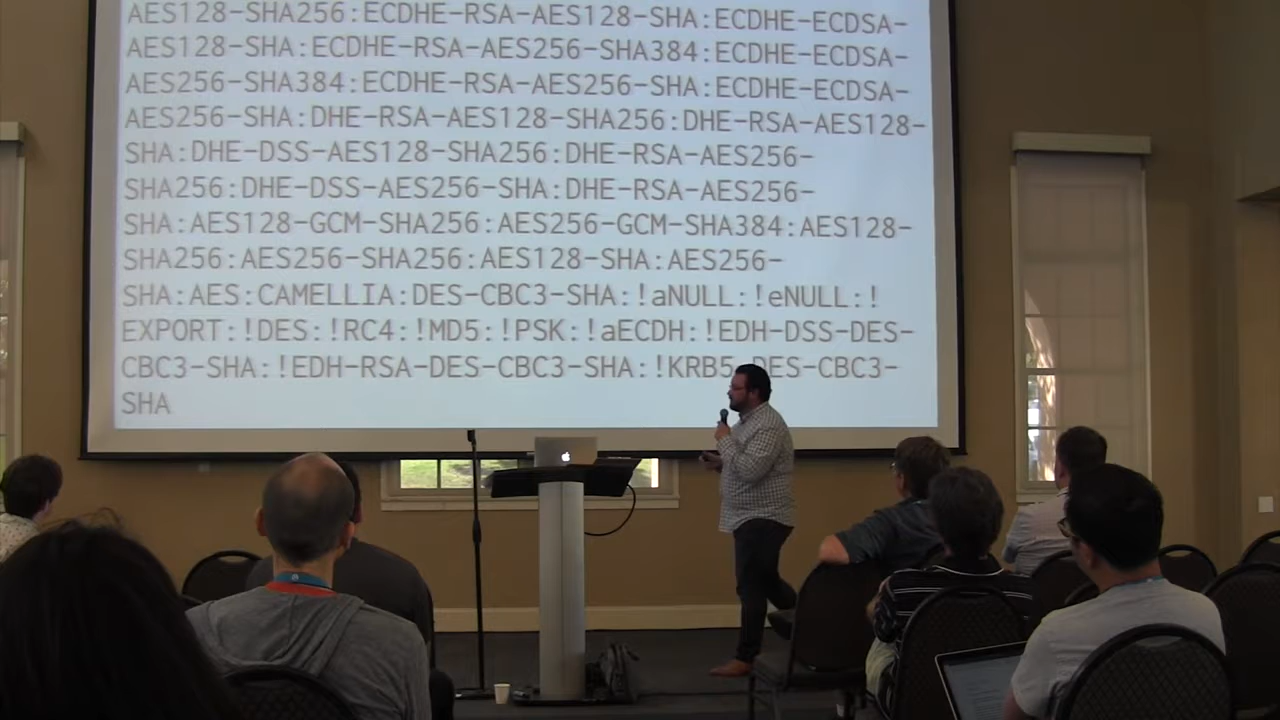 AES128-SHA256:ECDHE-RSA-AES128-SHA:ECDHE-ECDSA-
AES128-SHA:ECDHE-RSA-AES256-SHA384:ECDHE-ECDSA-
AES256-SHA384:ECDHE-RSA-AES256-SHA:ECDHE-ECDSA-
AES256-SHA:DHE-RSA-AES128-SHA256:DHE-RSA-AES128-
SHA:DHE-DSS-AES128-SHA256:DHE-RSA-AES256-
SHA256:DHE-DSS-AES256-SHA:DHE-RSA-AES256-
SHA:AES128-GCM-SHA256:AES256-GCM-SHA384:AES128-
SHA256:AES256-SHA256:AES128-SHA:AES256-
SHA:AES:CAMELLIA:DES-CBC3-SHA:!aNULL:!eNULL:!
EXPORT:!DES:!RC4:!MD5:!PSK:!aECDH:!EDH-DSS-DES-
CBC3-SHA:!EDH-RSA-DES-CBC3-SHA:!KRB5-DES-CBC3-
SHA